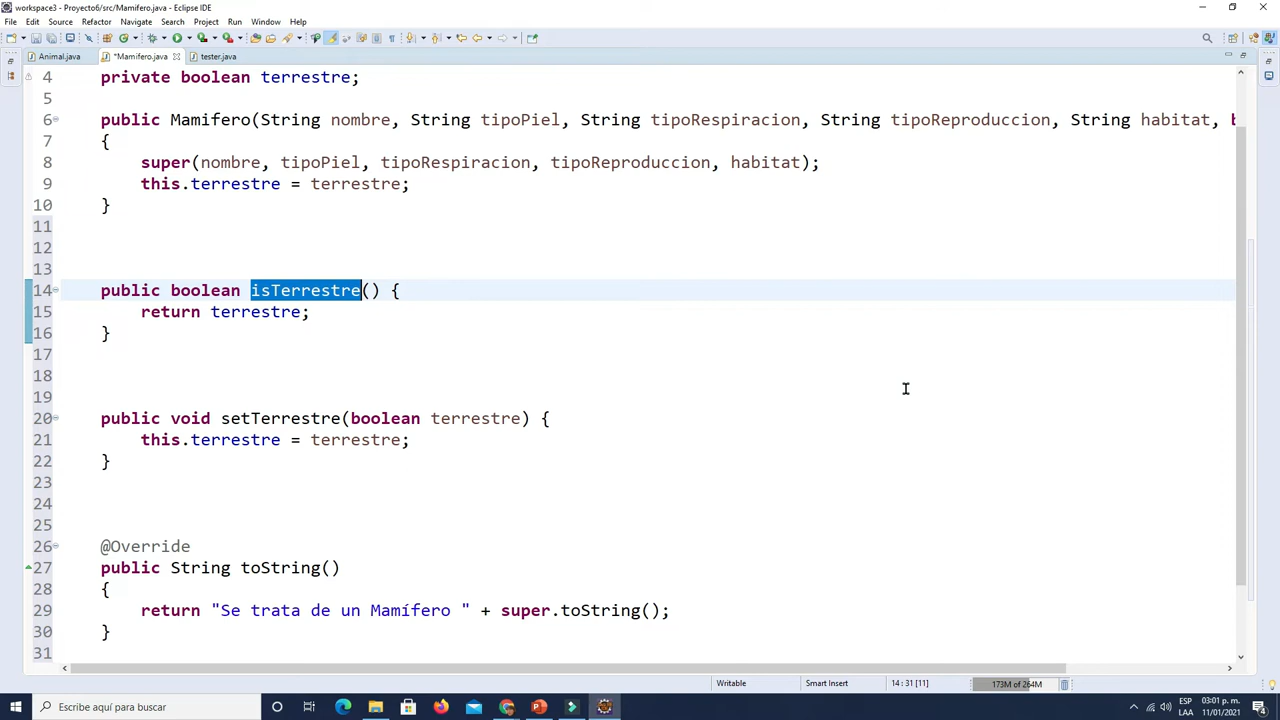 workspace3 - Proyecto6/src/Mamifero.java - Eclipse IDE
File Edit Source Refactor Navigate Search Project Run Window Help
Animal.java *Mamifero.java tester.java
4 private boolean terrestre;
5
6 public Mamifero(String nombre, String tipoPiel, String tipoRespiracion, String tipoReproduccion, String habitat, b
7 {
8 super(nombre, tipoPiel, tipoRespiracion, tipoReproduccion, habitat);
9 this.terrestre = terrestre;
10 }
11
12
13
14 public boolean isTerrestre() {
15 return terrestre;
16 }
17
18
19
20 public void setTerrestre(boolean terrestre) {
21 this.terrestre = terrestre;
22 }
23
24
25
26 @Override
27 public String toString()
28 {
29 return "Se trata de un Mamífero " + super.toString();
30 }
31
Writable Smart Insert 14 : 31 [11] 173M of 264M
Escribe aquí para buscar
ESP 03:01 p. m.
LAA 11/01/2021
4